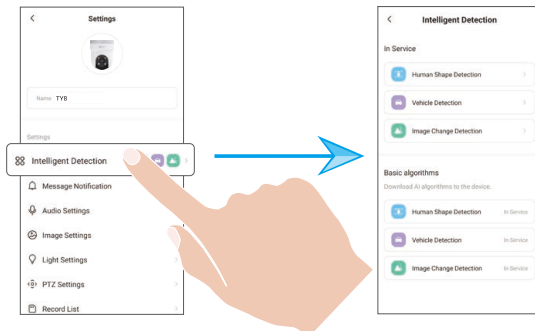 Settings
Name TYB
Settings
Intelligent Detection
Message Notification
Audio Settings
Image Settings
Light Settings
PTZ Settings
Record List
Intelligent Detection
In Service
Human Shape Detection
Vehicle Detection
Image Change Detection
Basic algorithms
Download AI algorithms to the device.
Human Shape Detection In Service
Vehicle Detection In Service
Image Change Detection In Service